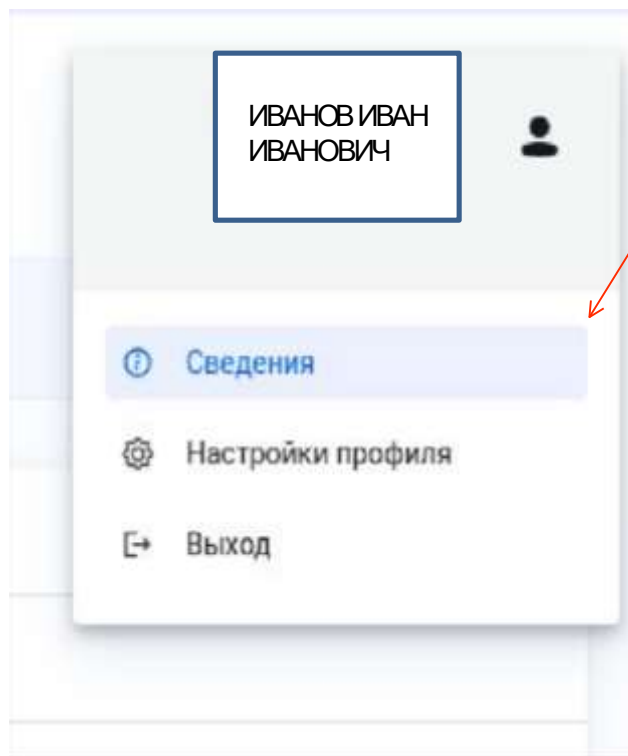 ИВАНОВ ИВАН
ИВАНОВИЧ
Сведения
Настройки профиля
Выход